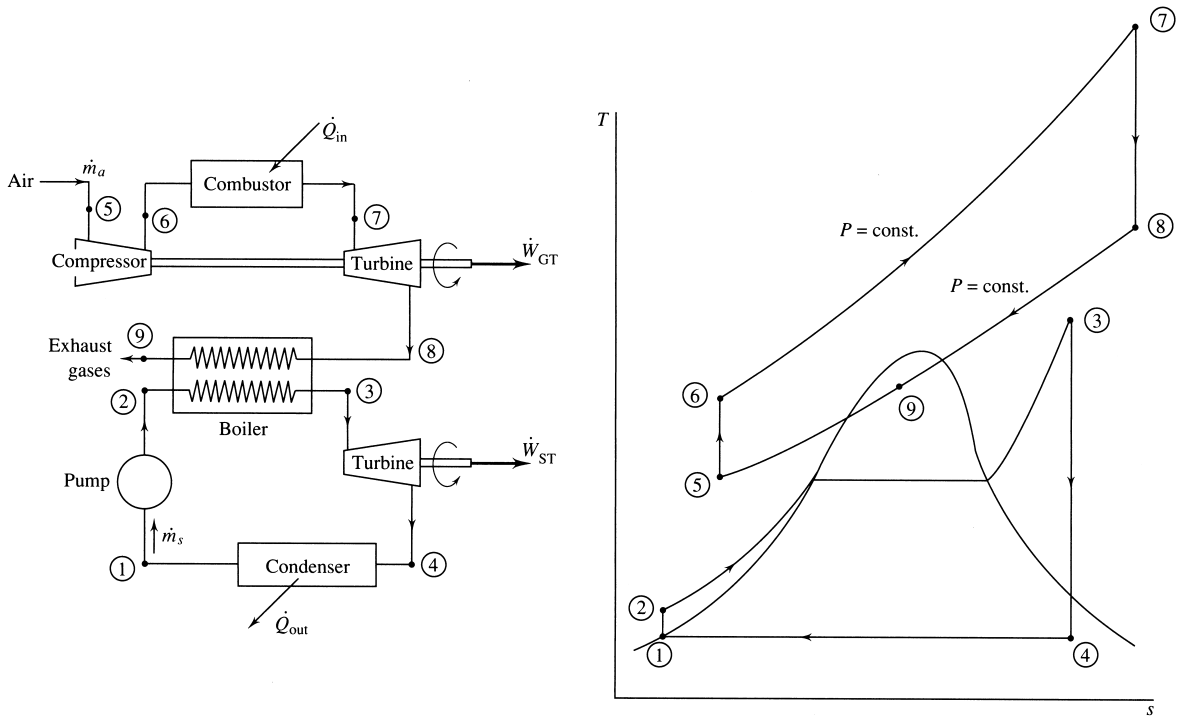 Air
ṁₐ
Q̇in
Combustor
⑤
⑥
⑦
Compressor
Turbine
ẆGT
⑨
⑧
Exhaust
gases
②
③
Boiler
Pump
Turbine
ẆST
ṁₛ
①
Condenser
④
Q̇out
T
⑦
P = const.
⑧
P = const.
③
⑥
⑨
⑤
②
①
④
s